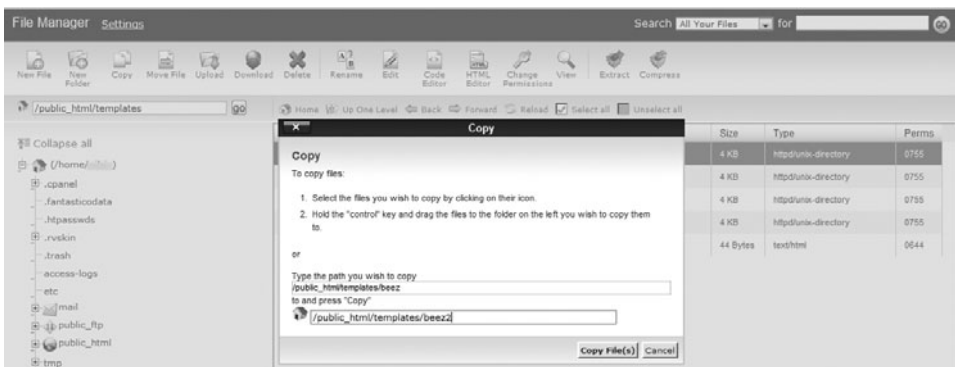 File Manager Settings
Search All Your Files for GO
New File New Folder Copy Move File Upload Download Delete Rename Edit Code Editor HTML Editor Change Permissions View Extract Compress
/public_html/templates GO
Home Up One Level Back Forward Reload Select all Unselect all
Copy
Size Type Perms
Collapse all
(/home/ )
.cpanel
.fantasticodata
.htpasswds
.rvskin
.trash
access-logs
etc
mail
public_ftp
public_html
tmp
Copy
To copy files:
1. Select the files you wish to copy by clicking on their icon.
2. Hold the "control" key and drag the files to the folder on the left you wish to copy them
to.
or
Type the path you wish to copy
/public_html/templates/beez
to and press "Copy"
/public_html/templates/beez2
Copy File(s) Cancel
4 KB httpd/unix-directory 0755
4 KB httpd/unix-directory 0755
4 KB httpd/unix-directory 0755
4 KB httpd/unix-directory 0755
44 Bytes text/html 0644